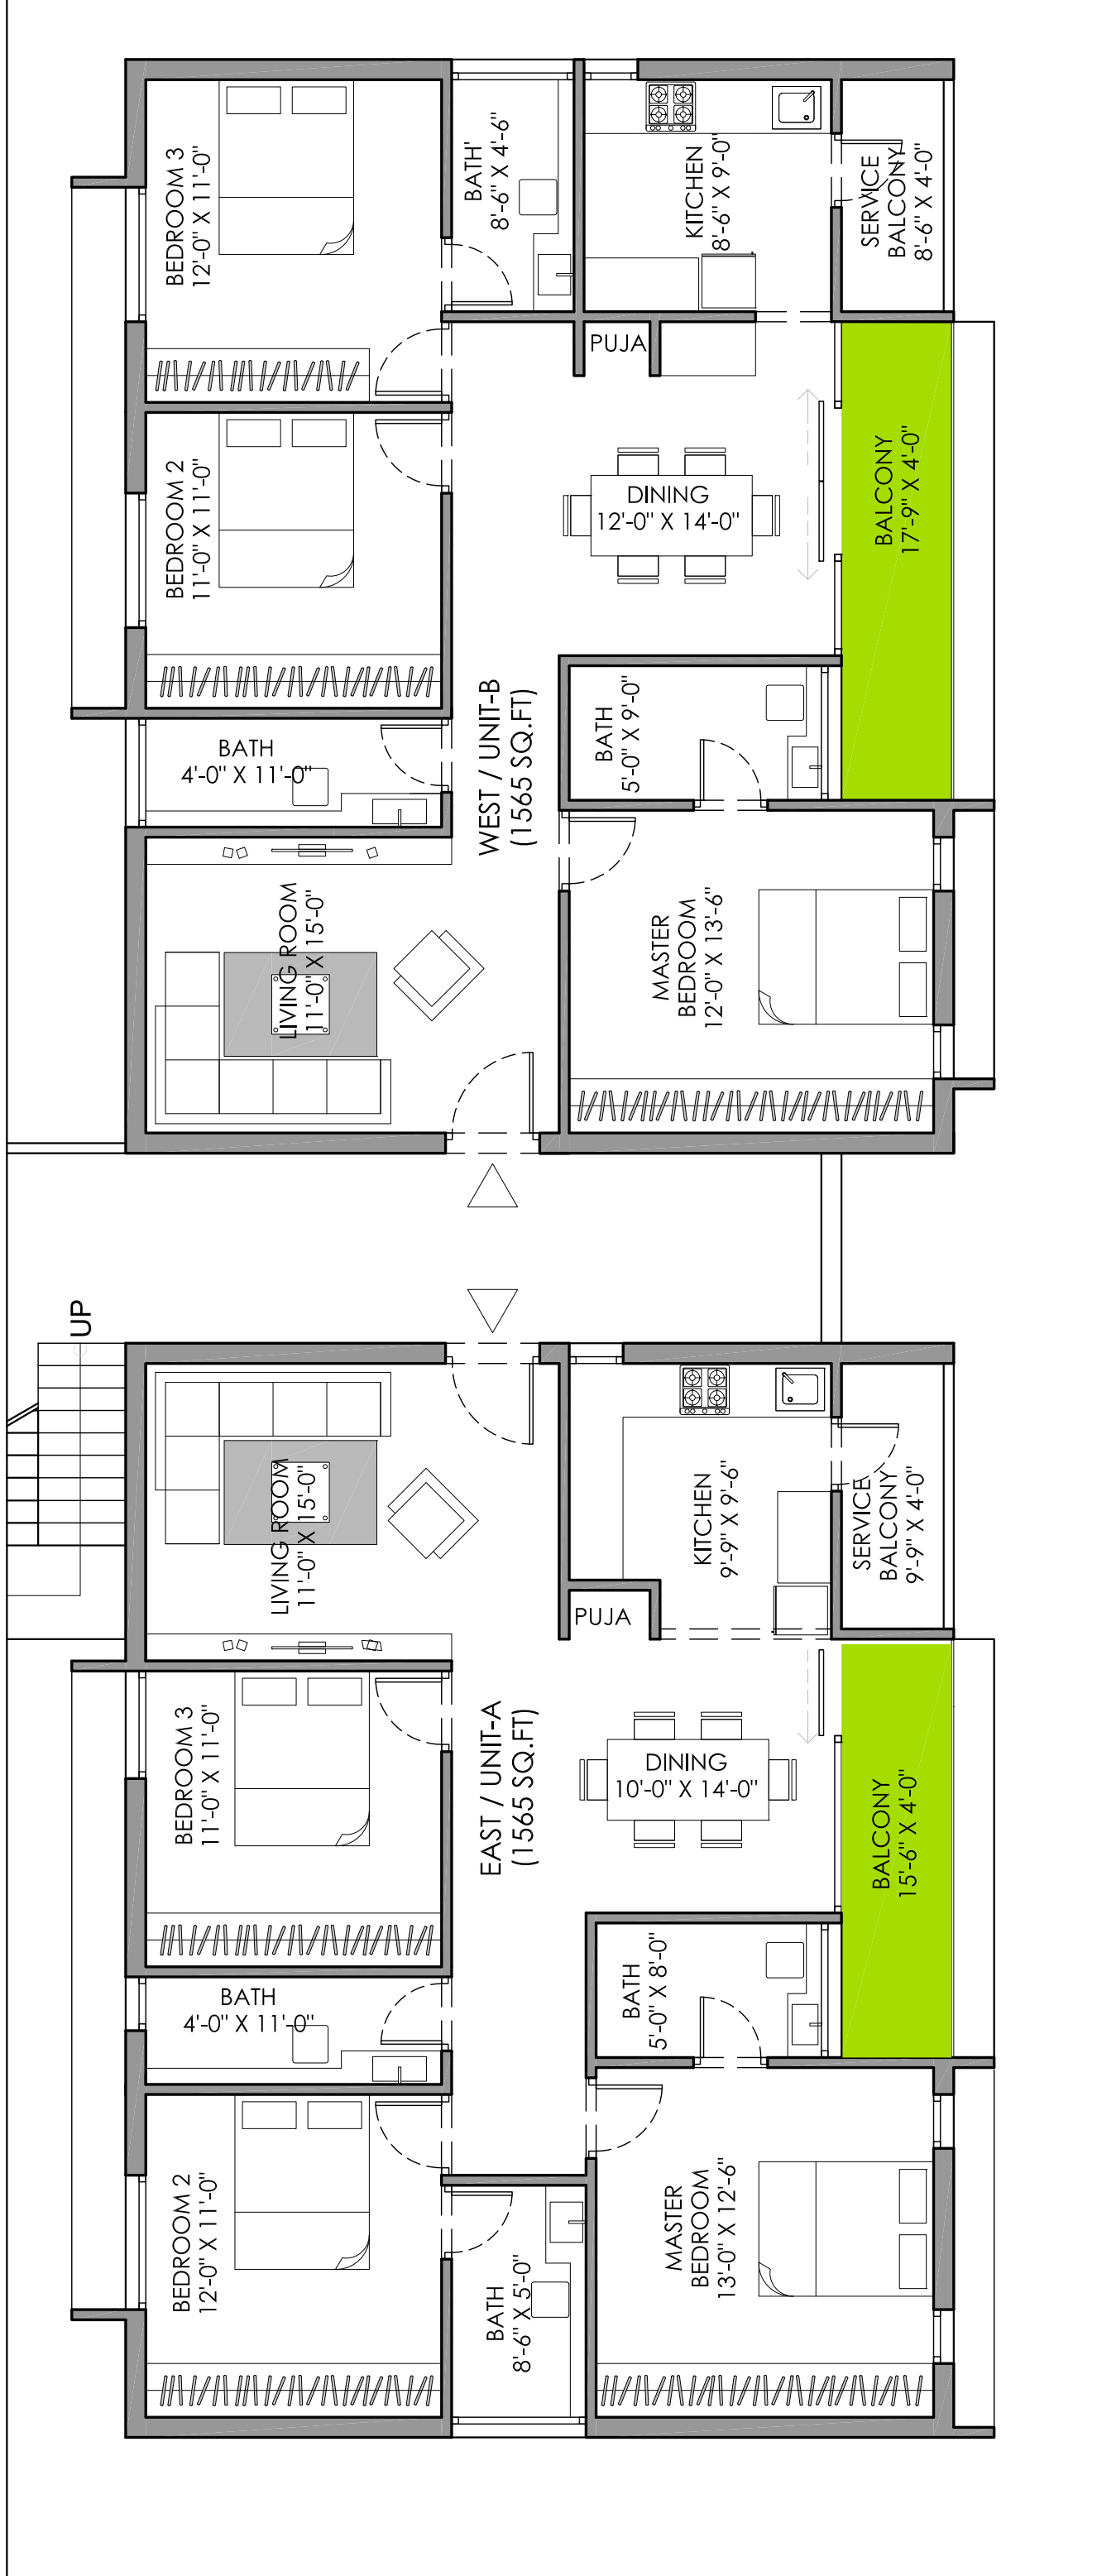 BEDROOM 3
12'-0" X 11'-0"
BATH'
8'-6" X 4'-6"
KITCHEN
8'-6" X 9'-0"
SERVICE
BALCONY
8'-6" X 4'-0"
PUJA
BEDROOM 2
11'-0" X 11'-0"
DINING
12'-0" X 14'-0"
BALCONY
17'-9" X 4'-0"
BATH
4'-0" X 11'-0"
WEST / UNIT-B
(1565 SQ.FT)
BATH
5'-0" X 9'-0"
LIVING ROOM
11'-0" X 15'-0"
MASTER
BEDROOM
12'-0" X 13'-6"
UP
LIVING ROOM
11'-0" X 15'-0"
KITCHEN
9'-9" X 9'-6"
SERVICE
BALCONY
9'-9" X 4'-0"
PUJA
BEDROOM 3
11'-0" X 11'-0"
EAST / UNIT-A
(1565 SQ.FT)
DINING
10'-0" X 14'-0"
BALCONY
15'-6" X 4'-0"
BATH
4'-0" X 11'-0"
BATH
5'-0" X 8'-0"
BEDROOM 2
12'-0" X 11'-0"
BATH
8'-6" X 5'-0"
MASTER
BEDROOM
13'-0" X 12'-6"